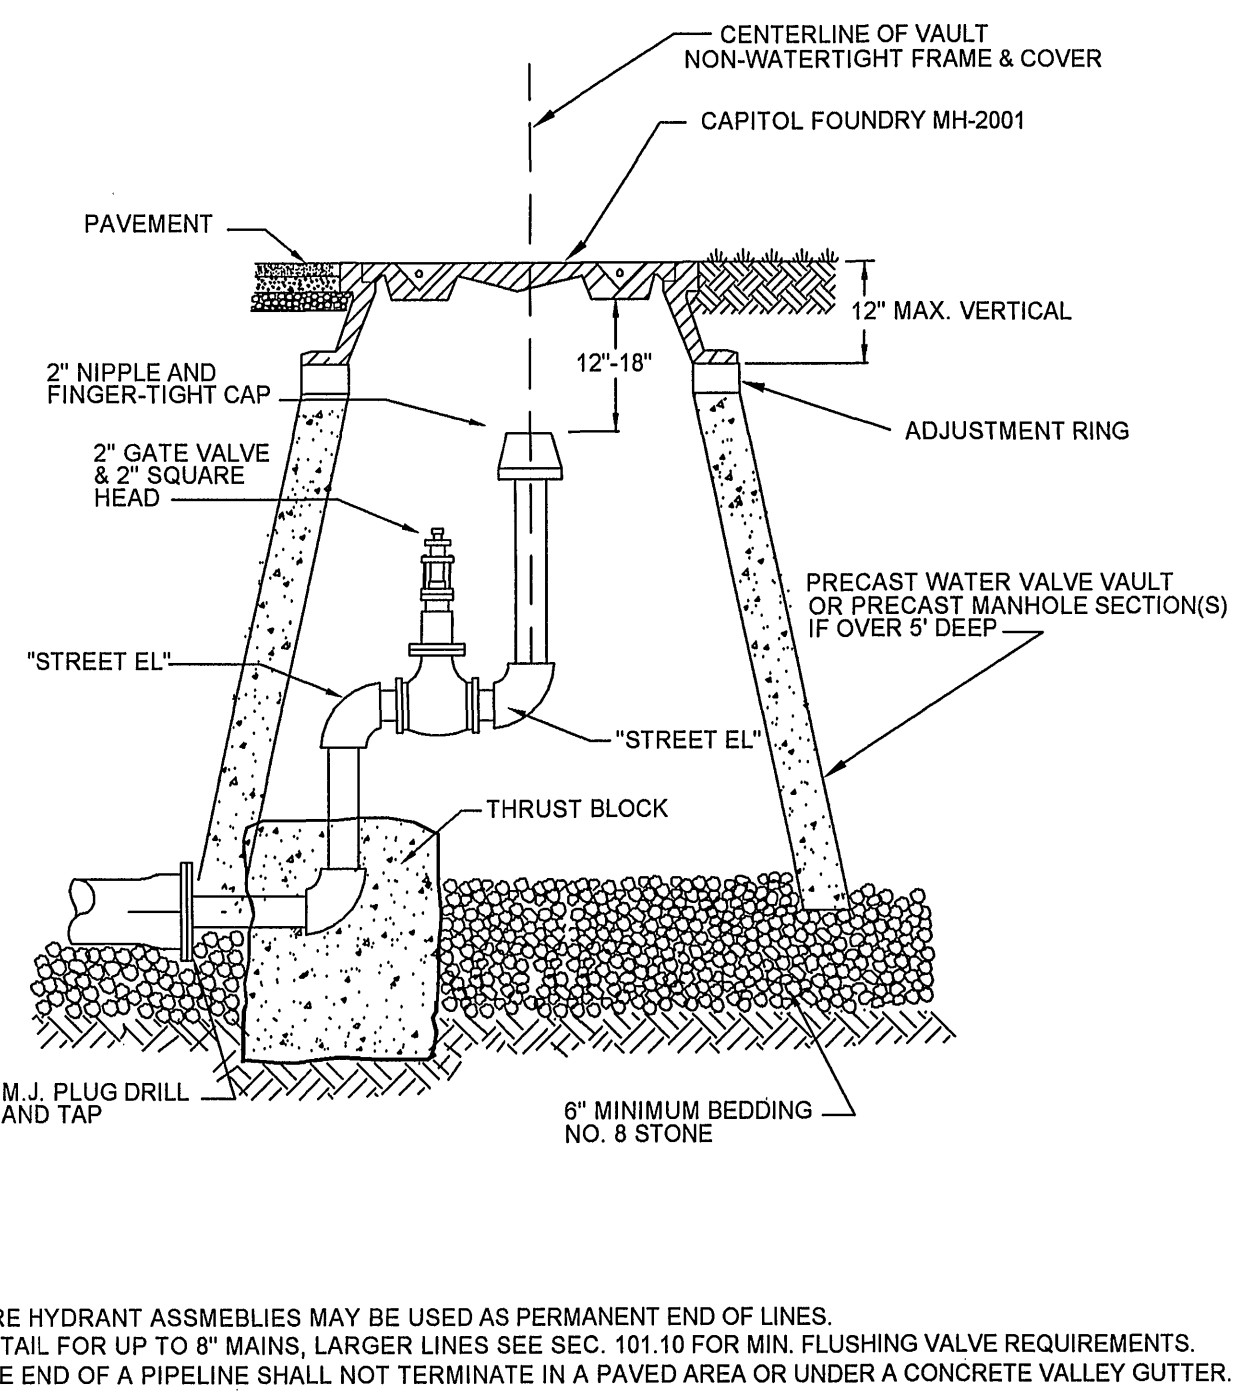 CENTERLINE OF VAULT
NON-WATERTIGHT FRAME & COVER
CAPITOL FOUNDRY MH-2001
PAVEMENT
12" MAX. VERTICAL
12"-18"
2" NIPPLE AND
FINGER-TIGHT CAP
ADJUSTMENT RING
2" GATE VALVE
& 2" SQUARE
HEAD
PRECAST WATER VALVE VAULT
OR PRECAST MANHOLE SECTION(S)
IF OVER 5' DEEP
"STREET EL"
"STREET EL"
THRUST BLOCK
M.J. PLUG DRILL
AND TAP
6" MINIMUM BEDDING
NO. 8 STONE
RE HYDRANT ASSMEBLIES MAY BE USED AS PERMANENT END OF LINES.
TAIL FOR UP TO 8" MAINS, LARGER LINES SEE SEC. 101.10 FOR MIN. FLUSHING VALVE REQUIREMENTS.
E END OF A PIPELINE SHALL NOT TERMINATE IN A PAVED AREA OR UNDER A CONCRETE VALLEY GUTTER.